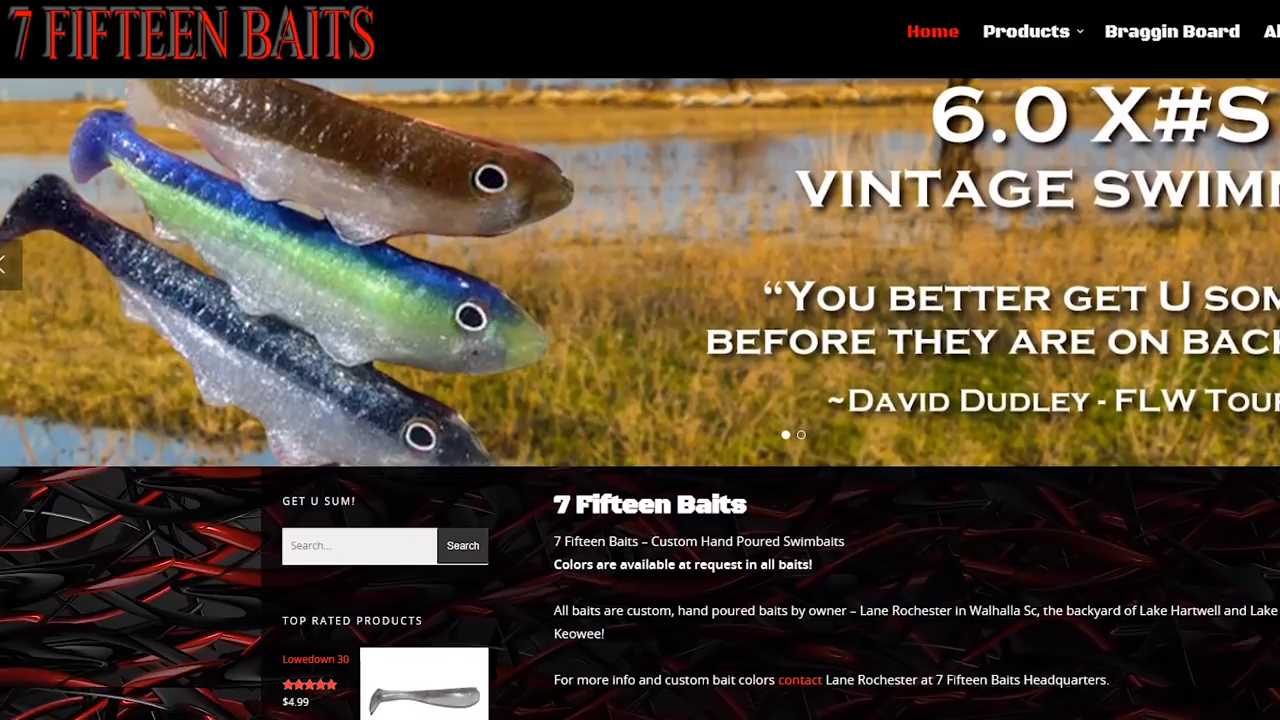 7 FIFTEEN BAITS
Home Products Braggin Board
6.0 X#S
VINTAGE
“YOU BETTER GET U
BEFORE THEY ARE ON
~DAVID DUDLEY - FLW
GET U SUM!
Search...
Search
TOP RATED PRODUCTS
Lowedown 30
$4.99
7 Fifteen Baits
7 Fifteen Baits – Custom Hand Poured Swimbaits
Colors are available at request in all baits!
All baits are custom, hand poured baits by owner – Lane Rochester in Walhalla Sc, the backyard of Lake Hartwell and Lake
Keowee!
For more info and custom bait colors contact Lane Rochester at 7 Fifteen Baits Headquarters.